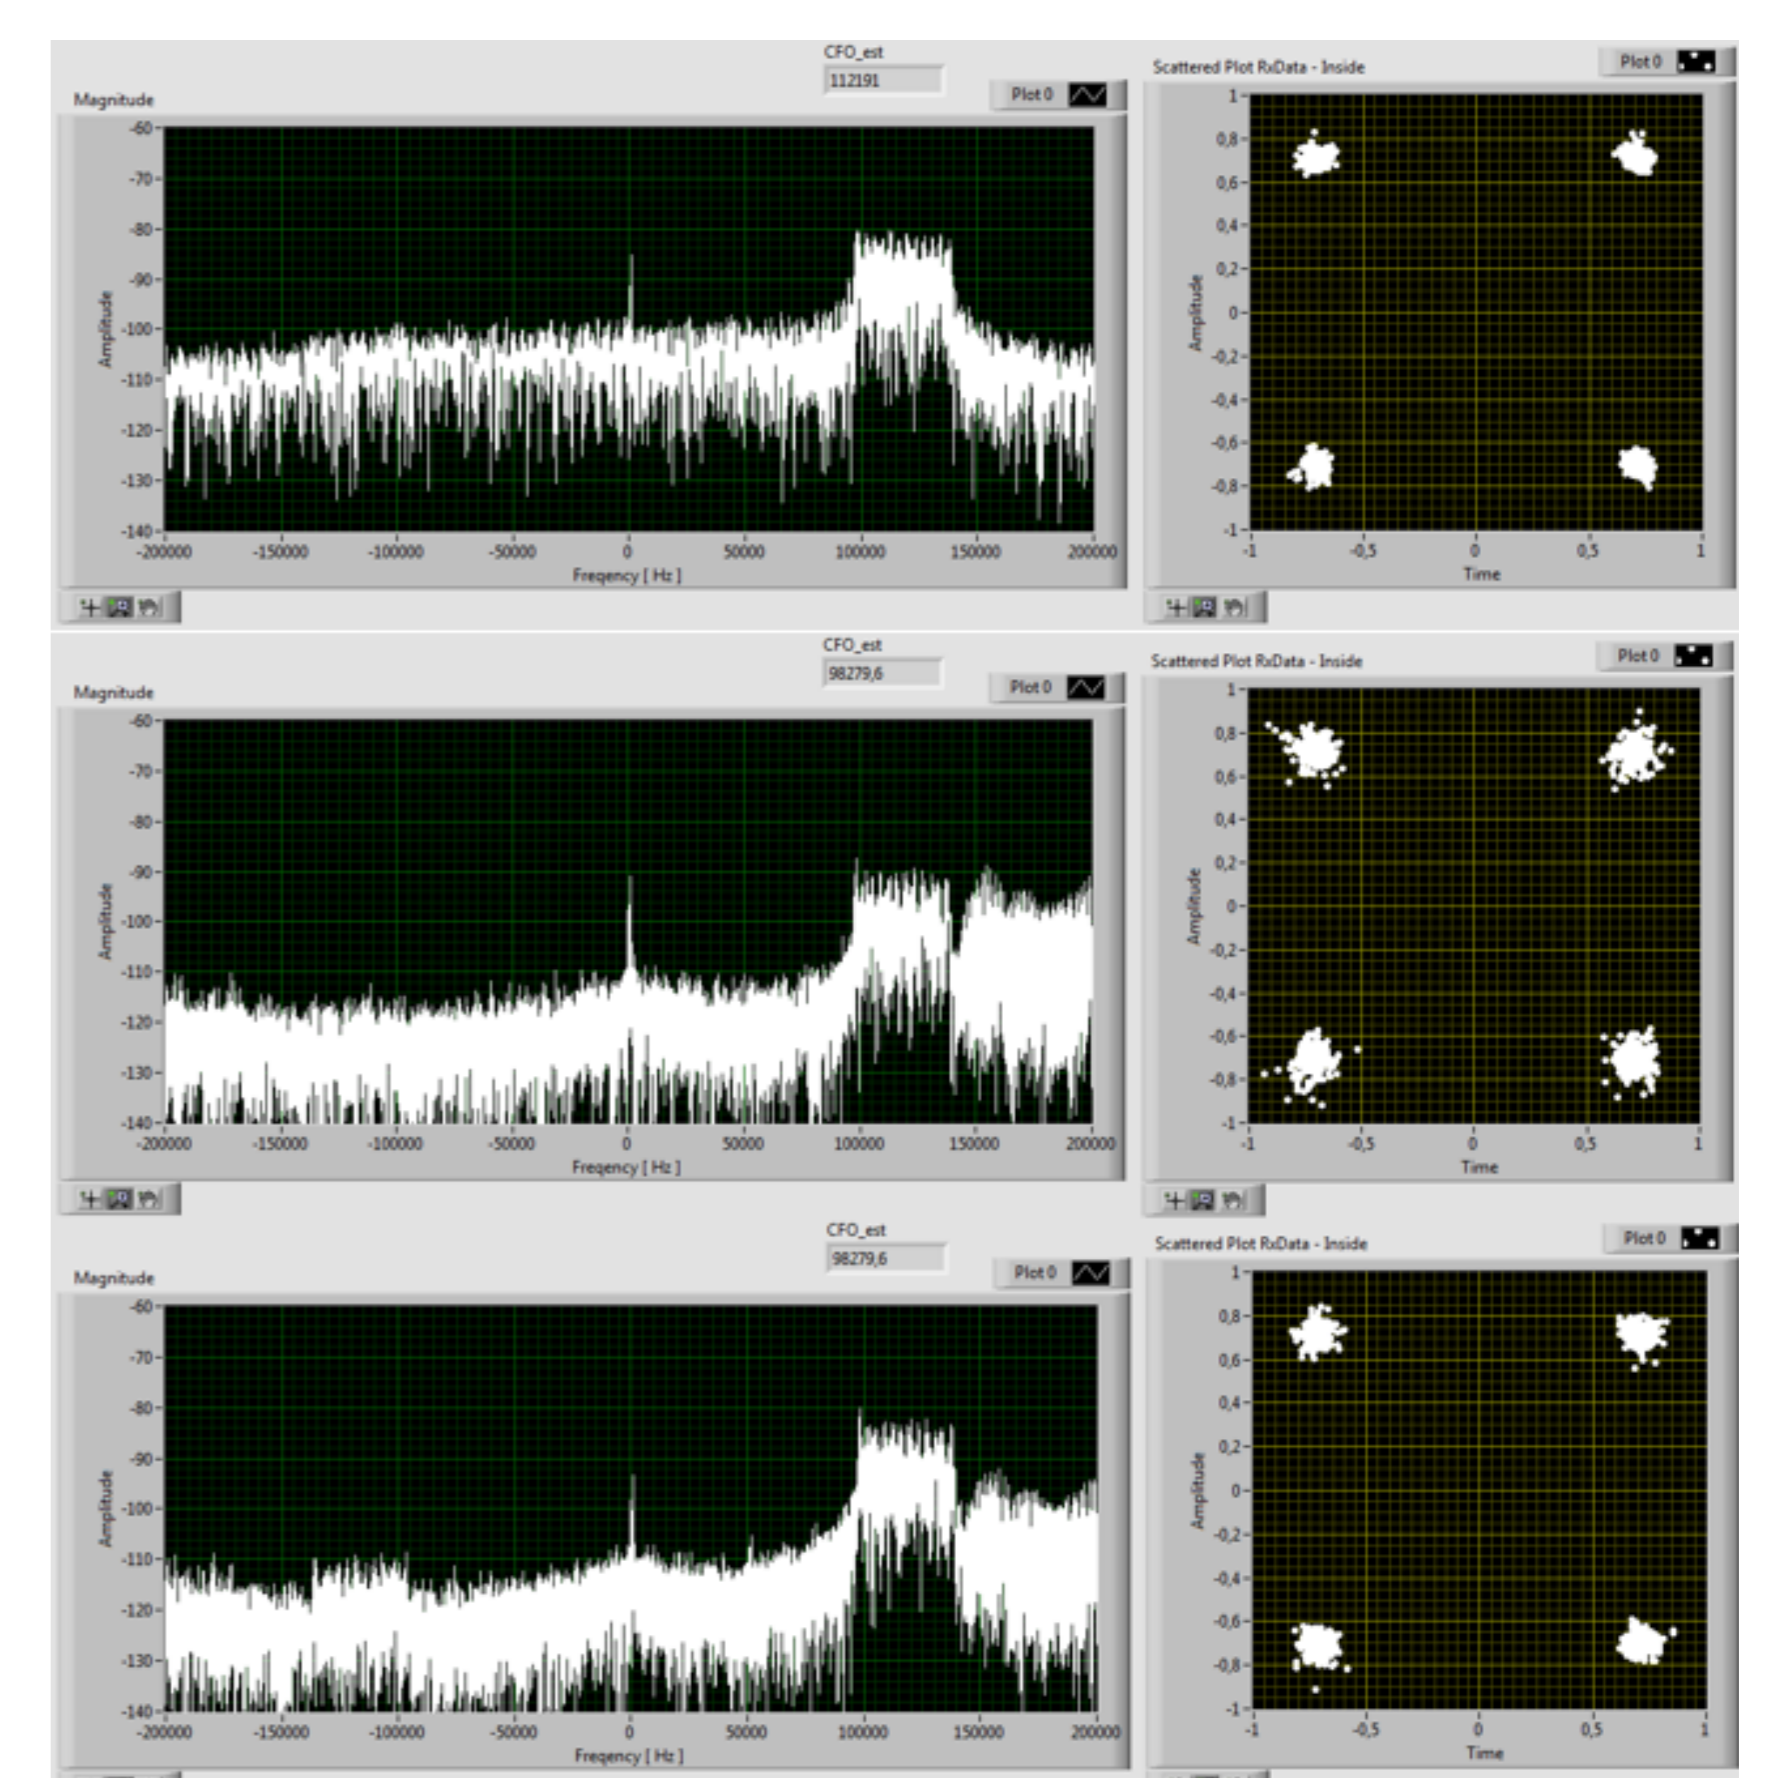 CFO_est
112191
Plot 0
Magnitude
Amplitude
-60
-70
-80
-90
-100
-110
-120
-130
-140
-200000 -150000 -100000 -50000 0 50000 100000 150000 200000
Freqency [ Hz ]
Scattered Plot RxData - Inside
Plot 0
Amplitude
1
0,8
0,6
0,4
0,2
0
-0,2
-0,4
-0,6
-0,8
-1
-1 -0,5 0 0,5 1
Time
CFO_est
98279,6
Plot 0
Magnitude
Amplitude
-60
-70
-80
-90
-100
-110
-120
-130
-140
-200000 -150000 -100000 -50000 0 50000 100000 150000 200000
Freqency [ Hz ]
Scattered Plot RxData - Inside
Plot 0
Amplitude
1
0,8
0,6
0,4
0,2
0
-0,2
-0,4
-0,6
-0,8
-1
-1 -0,5 0 0,5 1
Time
CFO_est
98279,6
Plot 0
Magnitude
Amplitude
-60
-70
-80
-90
-100
-110
-120
-130
-140
-200000 -150000 -100000 -50000 0 50000 100000 150000 200000
Freqency [ Hz ]
Scattered Plot RxData - Inside
Plot 0
Amplitude
1
0,8
0,6
0,4
0,2
0
-0,2
-0,4
-0,6
-0,8
-1
-1 -0,5 0 0,5 1
Time